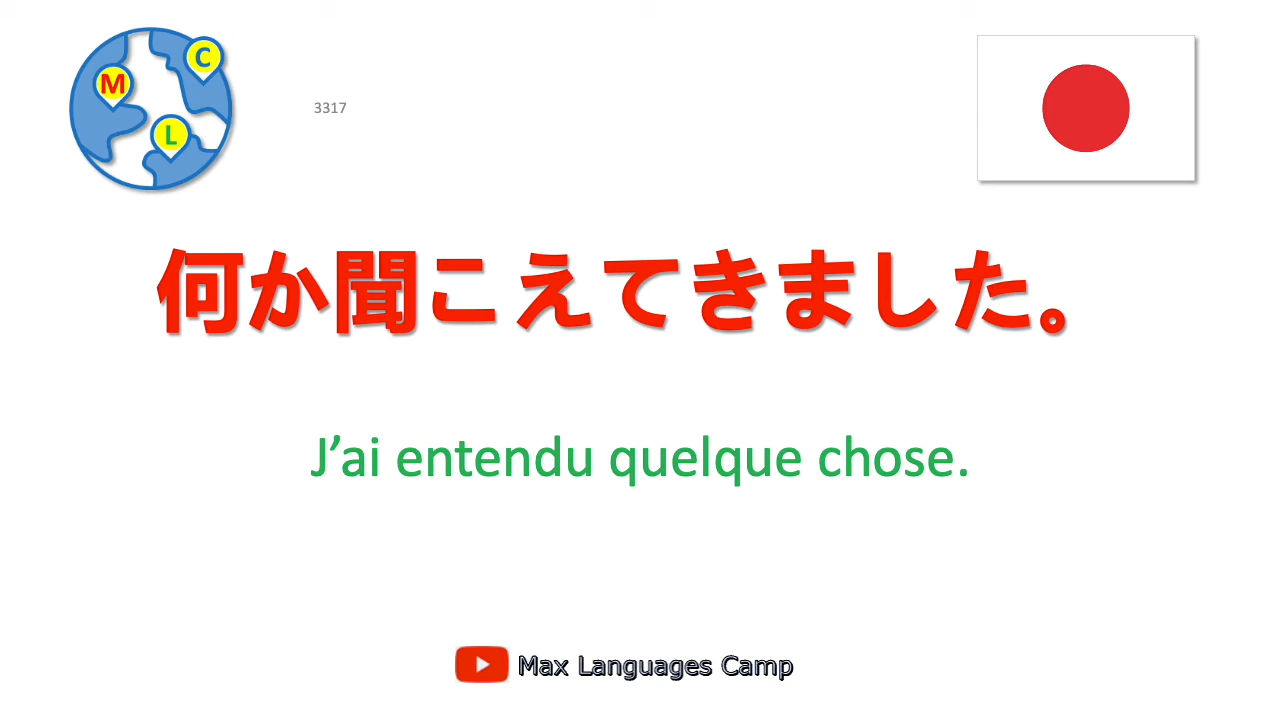 M
C
L
3317
何か聞こえてきました。
J’ai entendu quelque chose.
Max Languages Camp